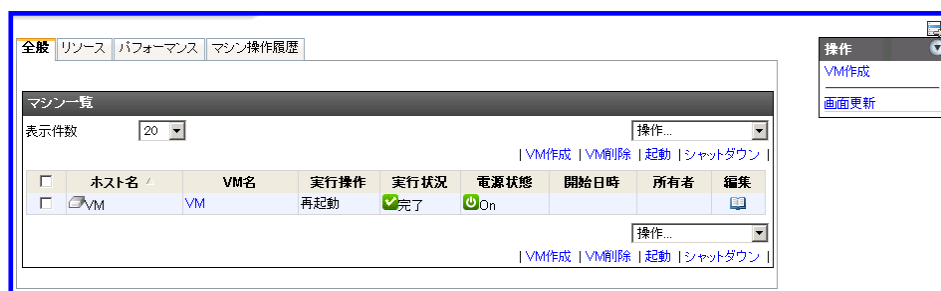 全般 リソース パフォーマンス マシン操作履歴
操作
VM作成
画面更新
マシン一覧
表示件数 20 操作...
| VM作成 | VM削除 | 起動 | シャットダウン |
ホスト名 VM名 実行操作 実行状況 電源状態 開始日時 所有者 編集
VM VM 再起動 完了 On
操作...
| VM作成 | VM削除 | 起動 | シャットダウン |